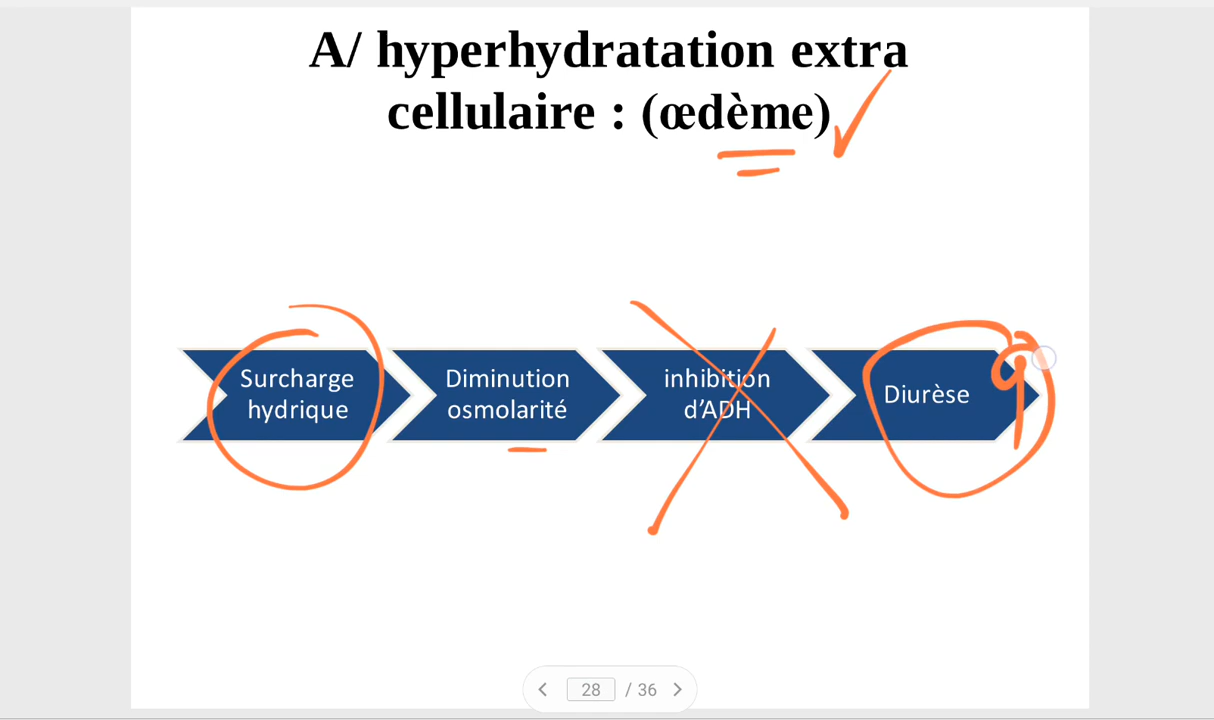 A/ hyperhydratation extra
cellulaire : (œdème)
Surcharge
hydrique
Diminution
osmolarité
inhibition
d’ADH
Diurèse
28 / 36